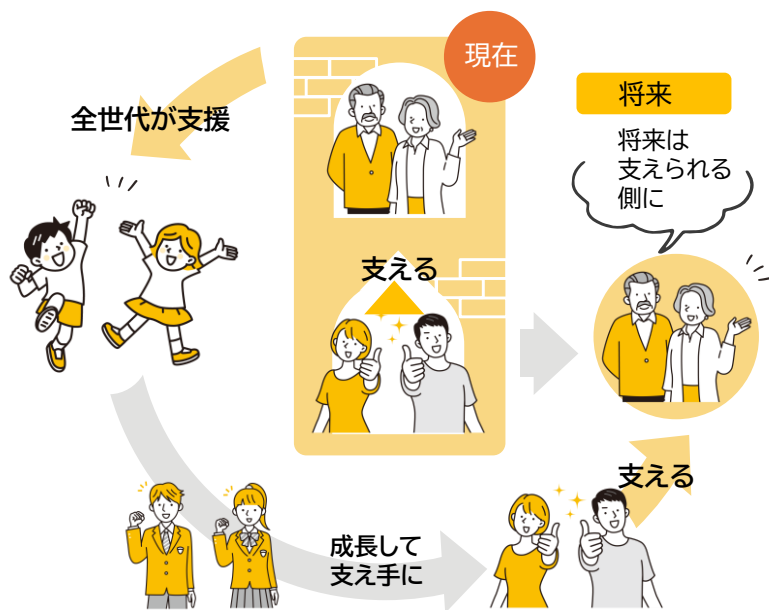 現在
全世代が支援
支える
将来
将来は
支えられる
側に
支える
成長して
支え手に